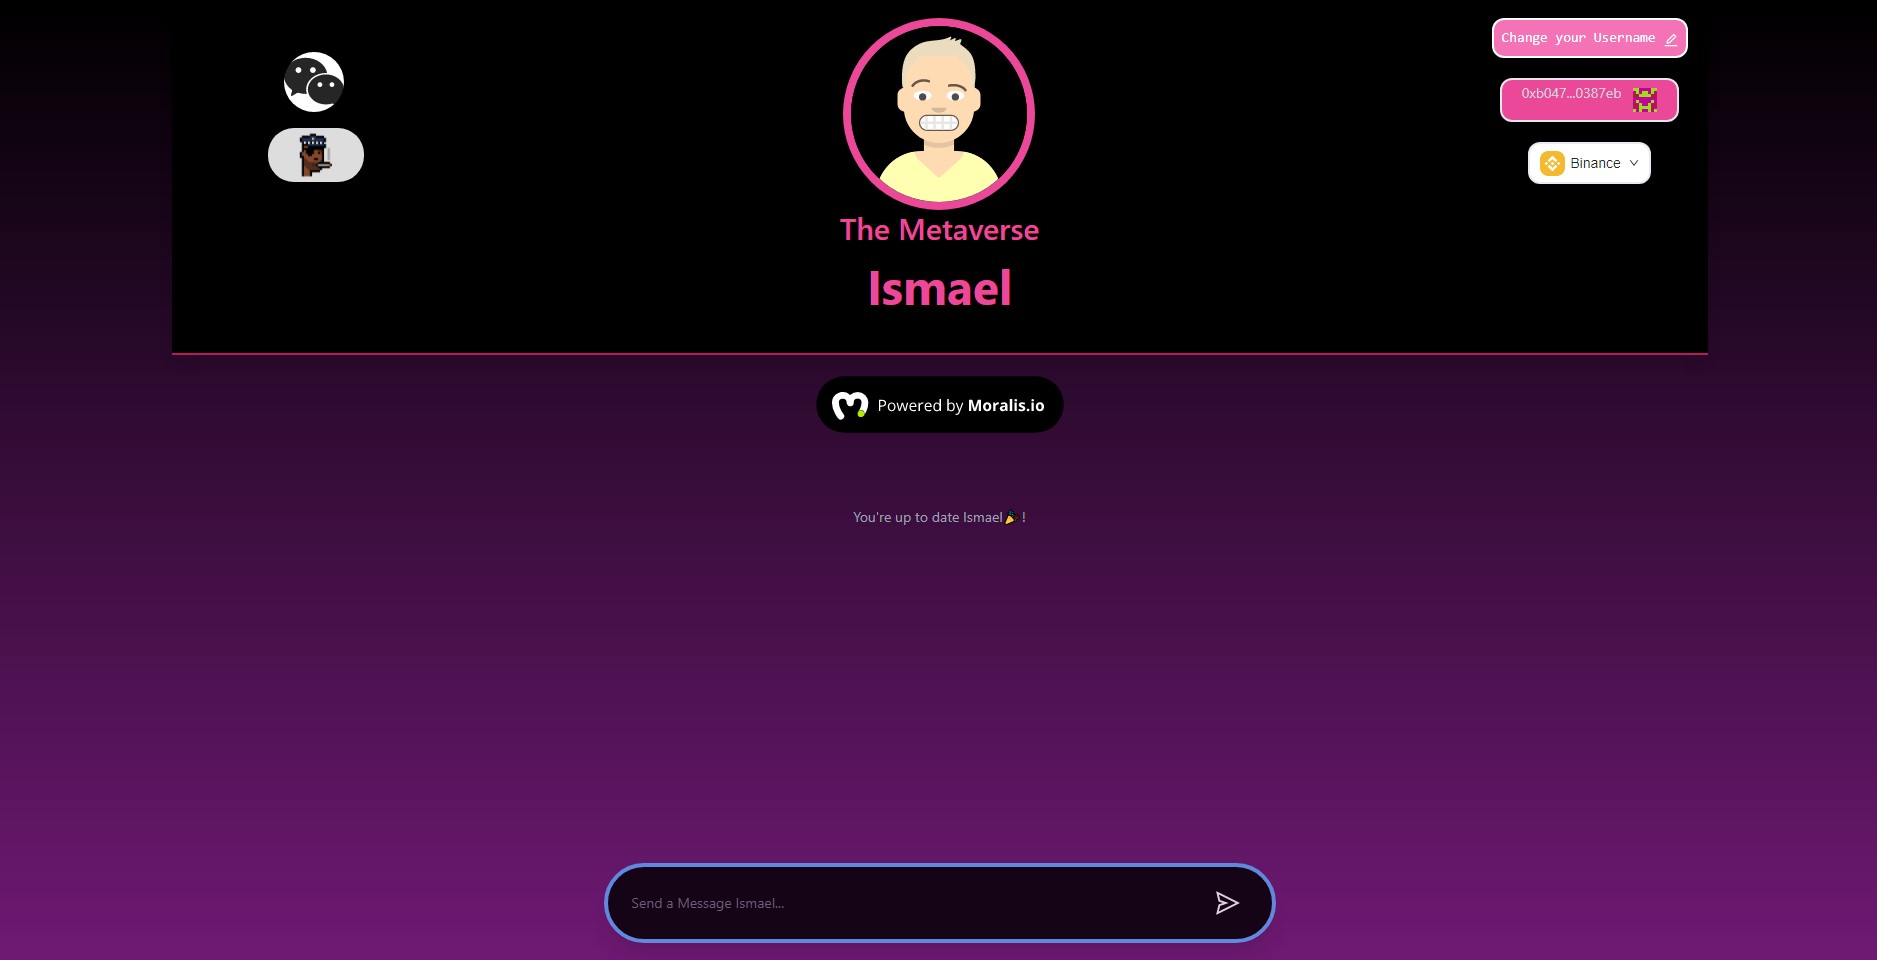 Change your Username
0xb047...0387eb
Binance
The Metaverse
Ismael
Powered by Moralis.io
You're up to date Ismael🎉!
Send a Message Ismael...